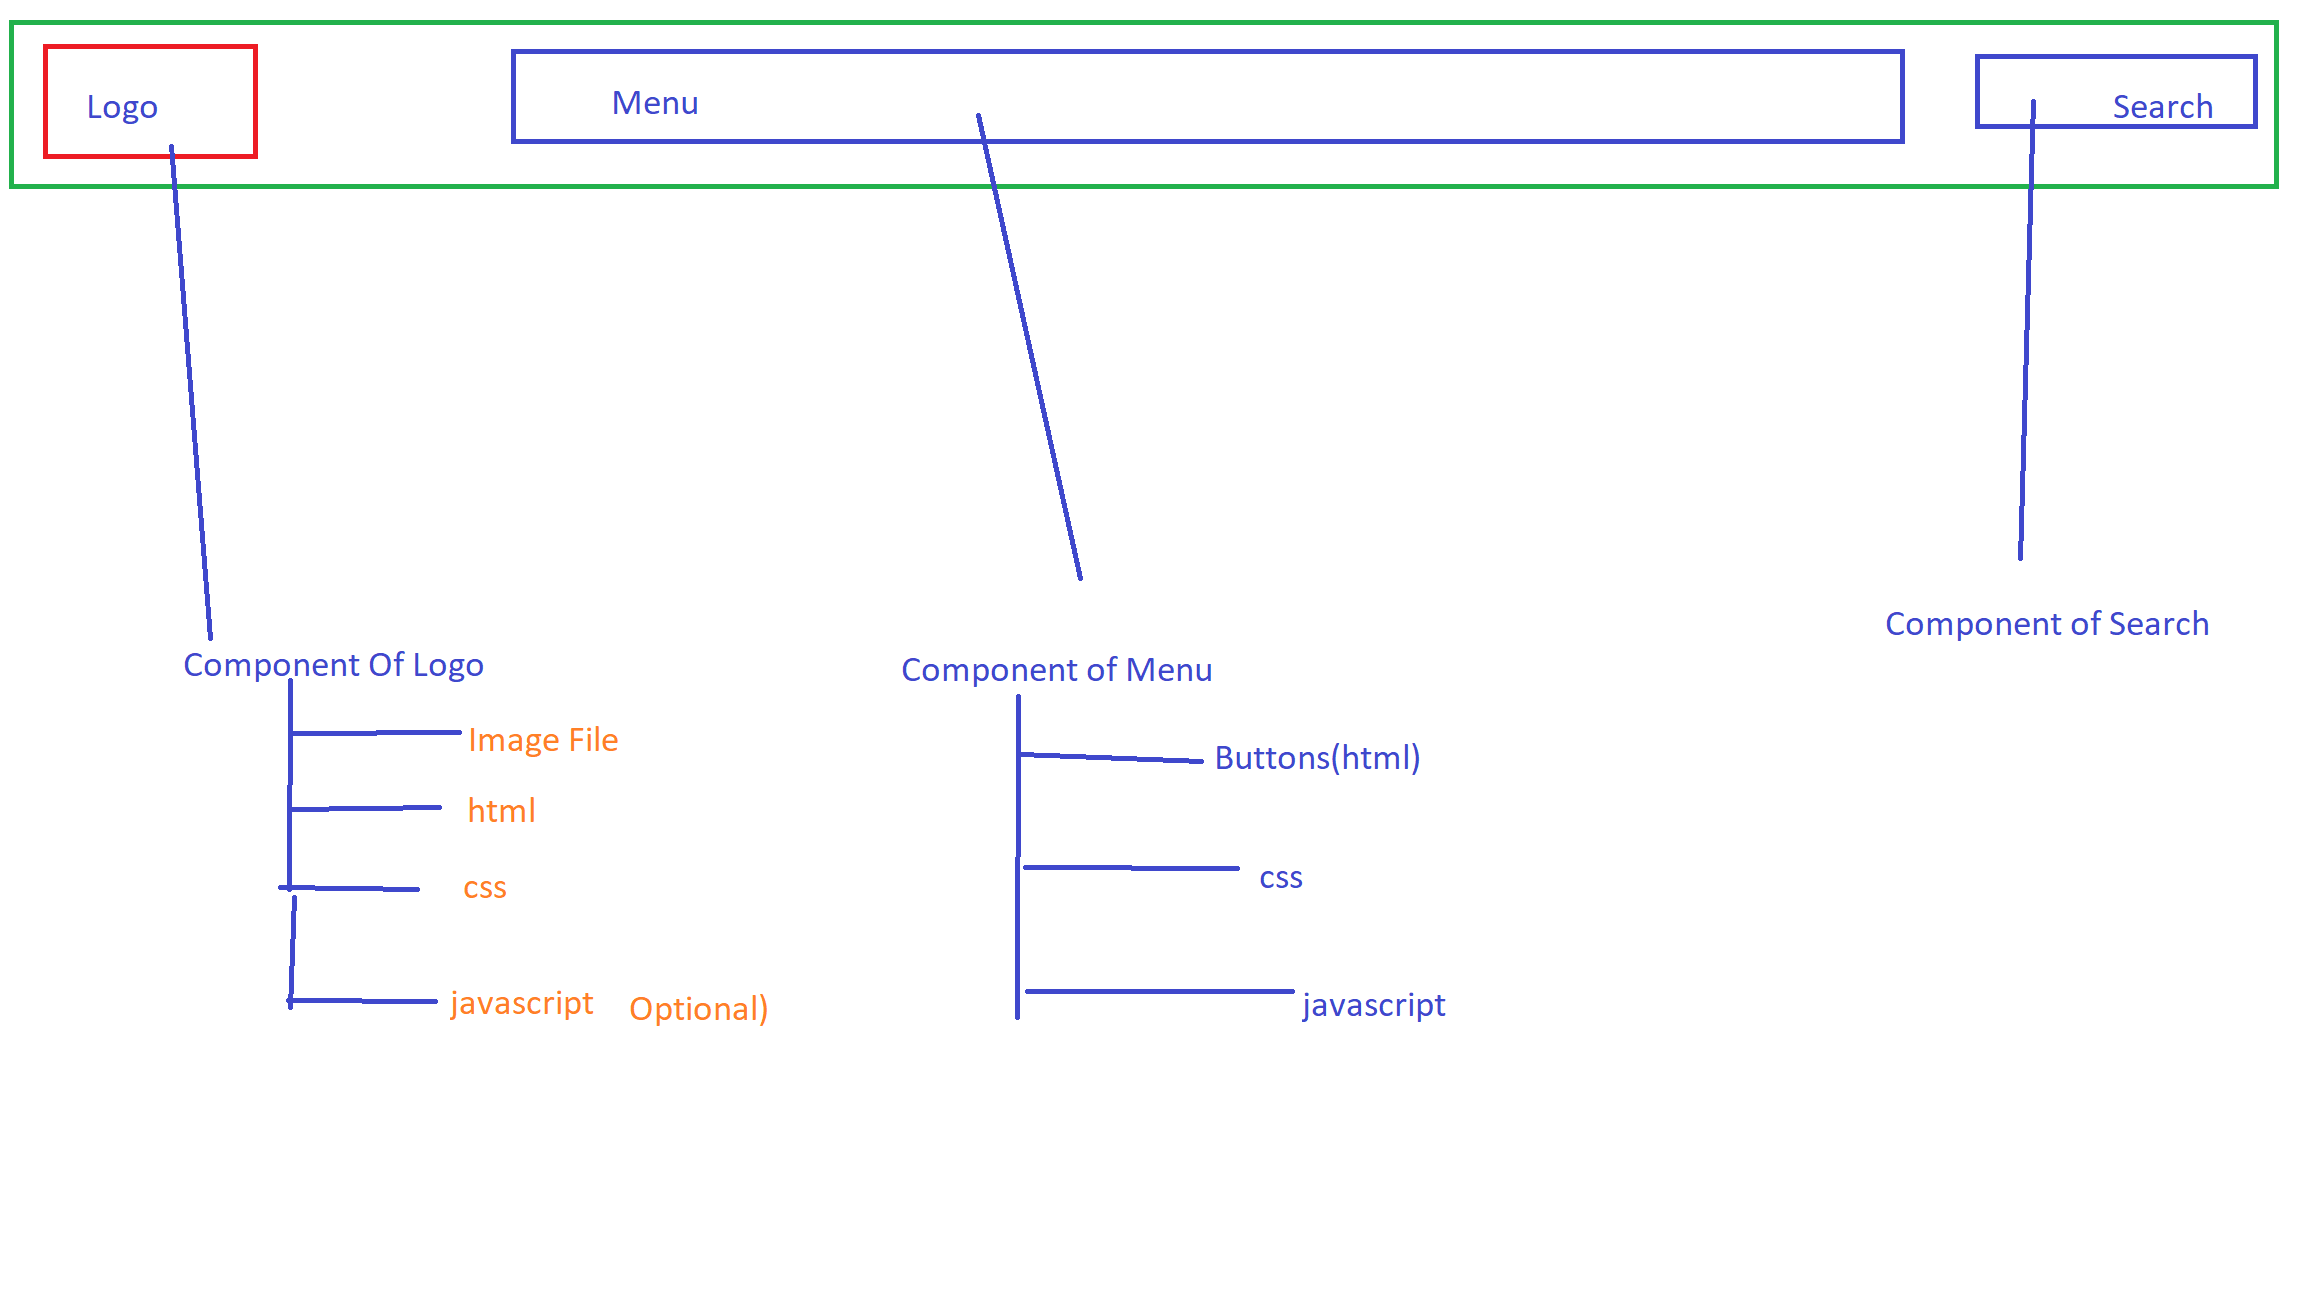 Logo
Menu
Search
Component of Search
Component Of Logo
Component of Menu
Image File
Buttons(html)
html
css
css
javascript Optional)
javascript